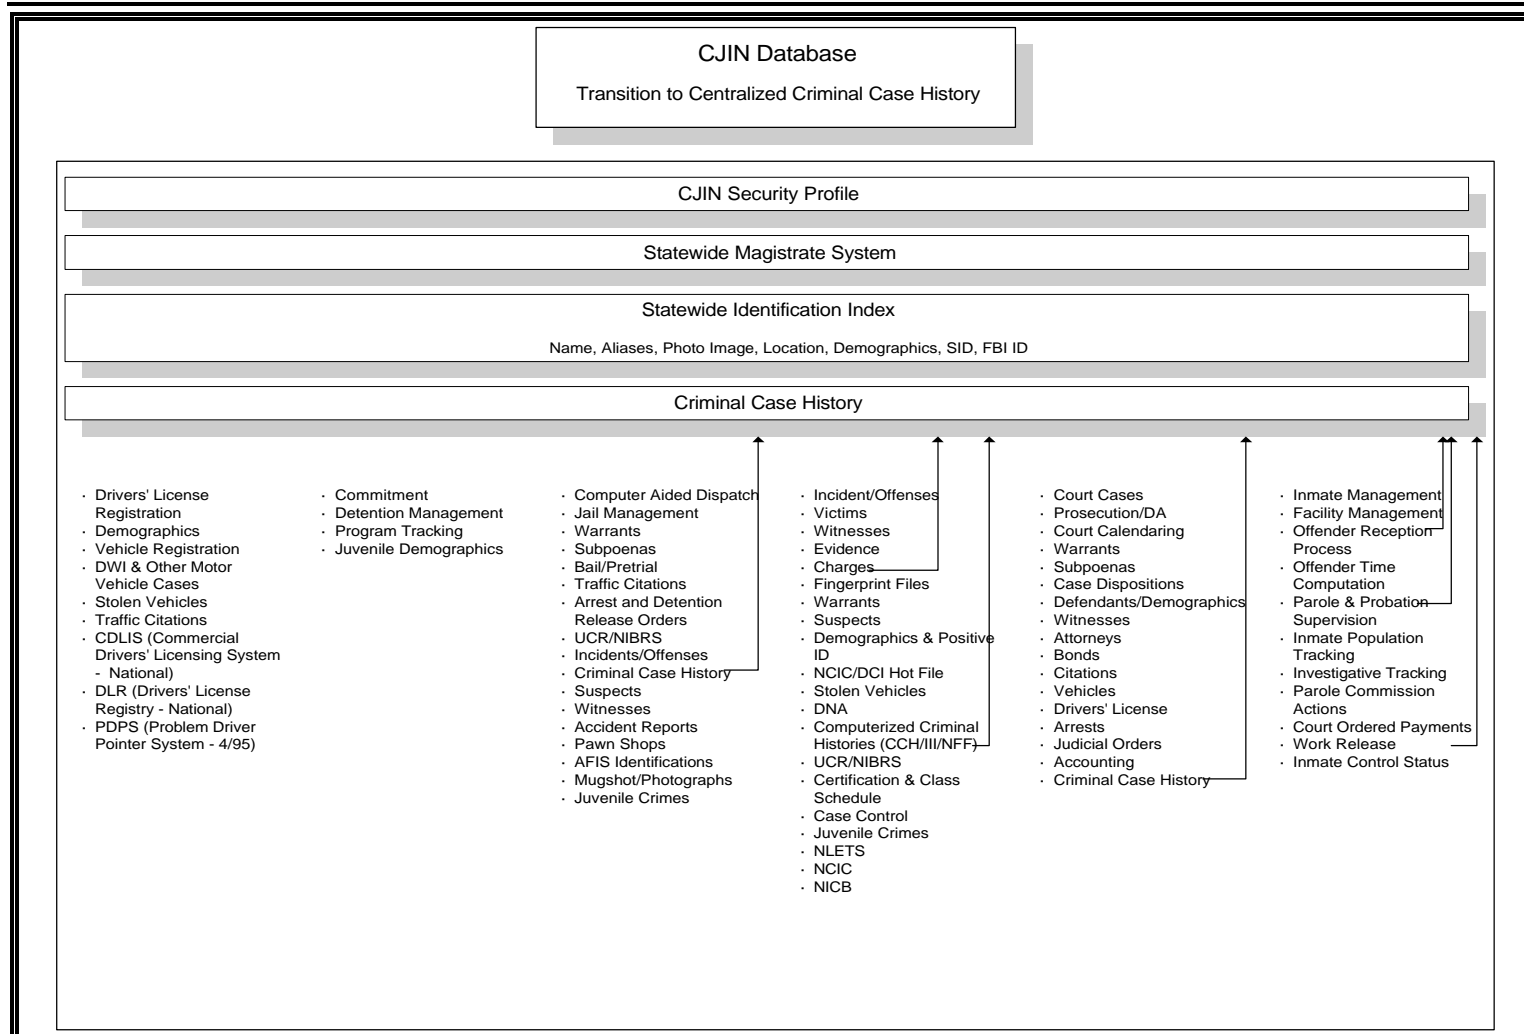 CJIN Database
Transition to Centralized Criminal Case History
CJIN Security Profile
Statewide Magistrate System
Statewide Identification Index
Name, Aliases, Photo Image, Location, Demographics, SID, FBI ID
Criminal Case History
· Drivers' License
Registration
· Demographics
· Vehicle Registration
· DWI & Other Motor
Vehicle Cases
· Stolen Vehicles
· Traffic Citations
· CDLIS (Commercial
Drivers' Licensing System
- National)
· DLR (Drivers' License
Registry - National)
· PDPS (Problem Driver
Pointer System - 4/95)
· Commitment
· Detention Management
· Program Tracking
· Juvenile Demographics
· Computer Aided Dispatch
· Jail Management
· Warrants
· Subpoenas
· Bail/Pretrial
· Traffic Citations
· Arrest and Detention
Release Orders
· UCR/NIBRS
· Incidents/Offenses
· Criminal Case History
· Suspects
· Witnesses
· Accident Reports
· Pawn Shops
· AFIS Identifications
· Mugshot/Photographs
· Juvenile Crimes
· Incident/Offenses
· Victims
· Witnesses
· Evidence
· Charges
· Fingerprint Files
· Warrants
· Suspects
· Demographics & Positive
ID
· NCIC/DCI Hot File
· Stolen Vehicles
· DNA
· Computerized Criminal
Histories (CCH/III/NFF)
· UCR/NIBRS
· Certification & Class
Schedule
· Case Control
· Juvenile Crimes
· NLETS
· NCIC
· NICB
· Court Cases
· Prosecution/DA
· Court Calendaring
· Warrants
· Subpoenas
· Case Dispositions
· Defendants/Demographics
· Witnesses
· Attorneys
· Bonds
· Citations
· Vehicles
· Drivers' License
· Arrests
· Judicial Orders
· Accounting
· Criminal Case History
· Inmate Management
· Facility Management
· Offender Reception
Process
· Offender Time
Computation
· Parole & Probation
Supervision
· Inmate Population
Tracking
· Investigative Tracking
· Parole Commission
Actions
· Court Ordered Payments
· Work Release
· Inmate Control Status